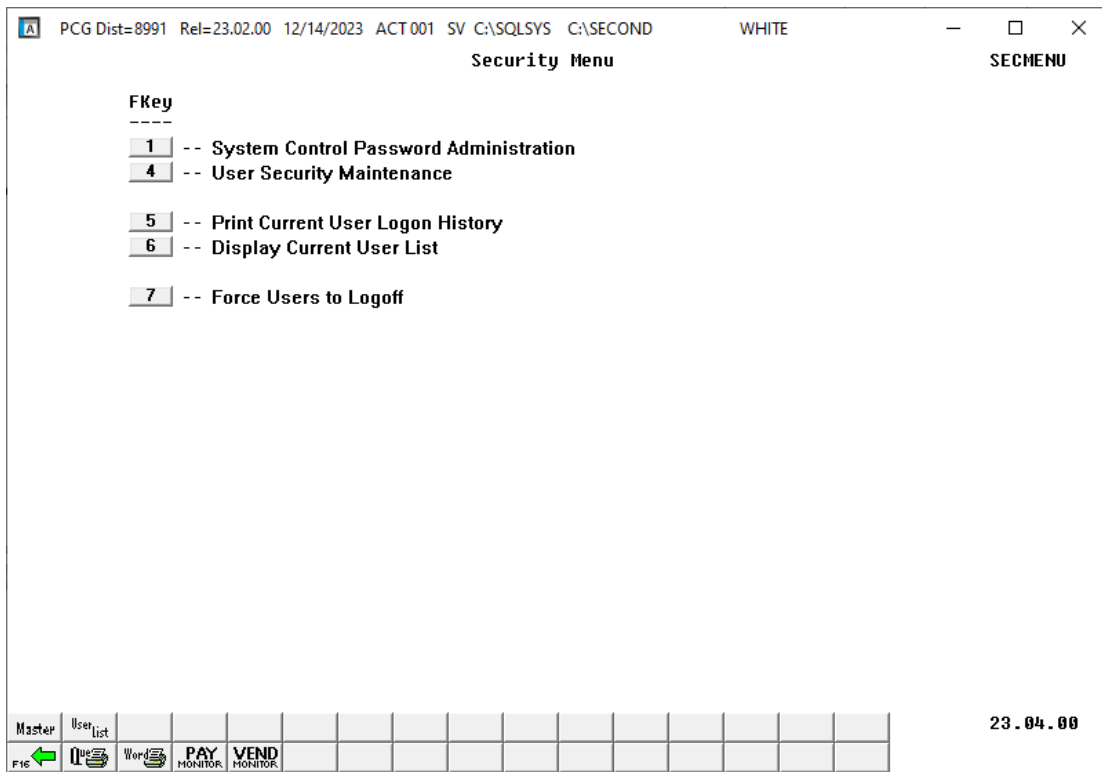 A PCG Dist=8991 Rel=23.02.00 12/14/2023 ACT 001 SV C:\SQLSYS C:\SECOND WHITE
Security Menu SECMENU
FKey
----
1 -- System Control Password Administration
4 -- User Security Maintenance
5 -- Print Current User Logon History
6 -- Display Current User List
7 -- Force Users to Logoff
Master User List 23.04.00
F16 Que Word PAY MONITOR VEND MONITOR